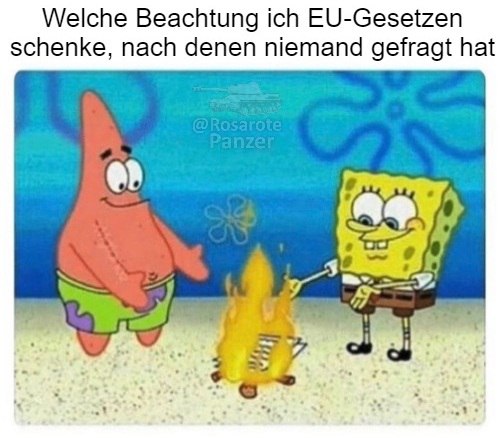 Welche Beachtung ich EU-Gesetzen
schenke, nach denen niemand gefragt hat
@Rosarote
Panzer